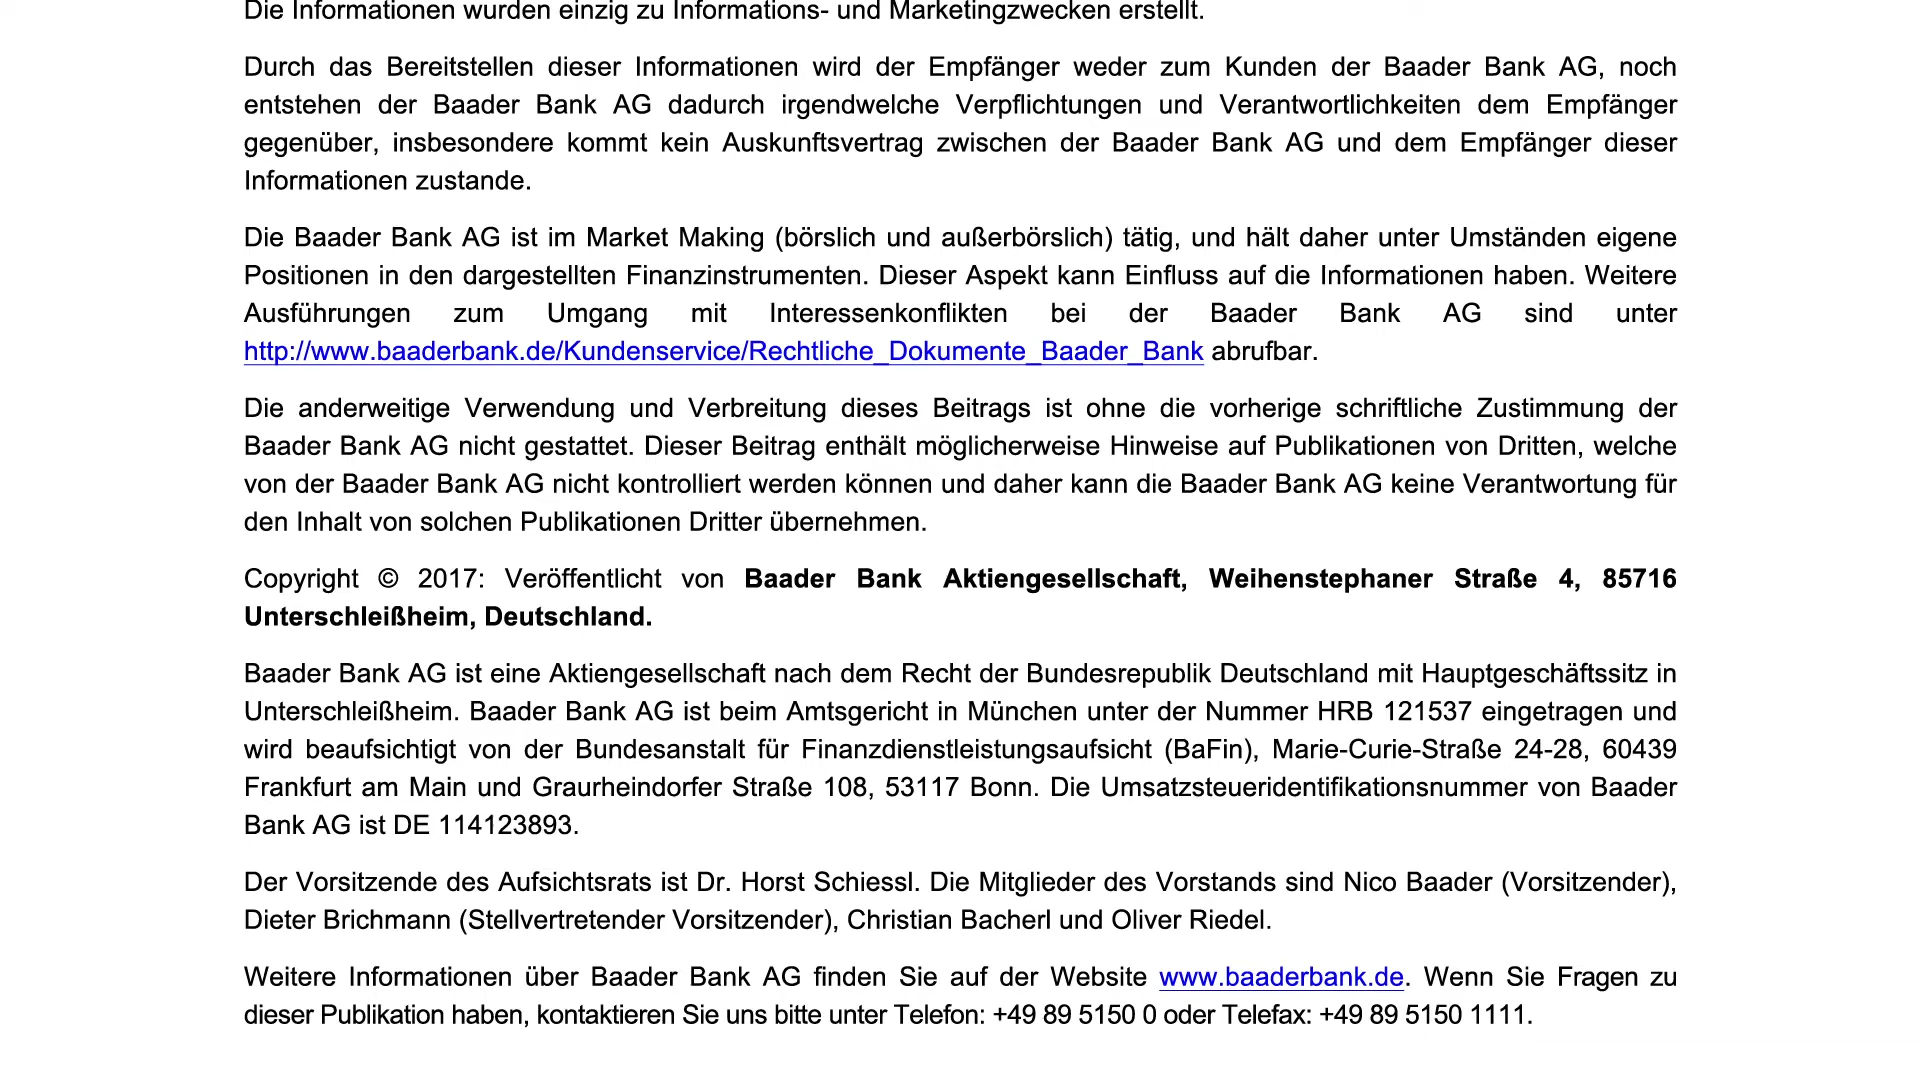 Die Informationen wurden einzig zu Informations- und Marketingzwecken erstellt.
Durch das Bereitstellen dieser Informationen wird der Empfänger weder zum Kunden der Baader Bank AG, noch
entstehen der Baader Bank AG dadurch irgendwelche Verpflichtungen und Verantwortlichkeiten dem Empfänger
gegenüber, insbesondere kommt kein Auskunftsvertrag zwischen der Baader Bank AG und dem Empfänger dieser
Informationen zustande.
Die Baader Bank AG ist im Market Making (börslich und außerbörslich) tätig, und hält daher unter Umständen eigene
Positionen in den dargestellten Finanzinstrumenten. Dieser Aspekt kann Einfluss auf die Informationen haben. Weitere
Ausführungen zum Umgang mit Interessenkonflikten bei der Baader Bank AG sind unter
http://www.baaderbank.de/Kundenservice/Rechtliche_Dokumente_Baader_Bank abrufbar.
Die anderweitige Verwendung und Verbreitung dieses Beitrags ist ohne die vorherige schriftliche Zustimmung der
Baader Bank AG nicht gestattet. Dieser Beitrag enthält möglicherweise Hinweise auf Publikationen von Dritten, welche
von der Baader Bank AG nicht kontrolliert werden können und daher kann die Baader Bank AG keine Verantwortung für
den Inhalt von solchen Publikationen Dritter übernehmen.
Copyright © 2017: Veröffentlicht von Baader Bank Aktiengesellschaft, Weihenstephaner Straße 4, 85716
Unterschleißheim, Deutschland.
Baader Bank AG ist eine Aktiengesellschaft nach dem Recht der Bundesrepublik Deutschland mit Hauptgeschäftssitz in
Unterschleißheim. Baader Bank AG ist beim Amtsgericht in München unter der Nummer HRB 121537 eingetragen und
wird beaufsichtigt von der Bundesanstalt für Finanzdienstleistungsaufsicht (BaFin), Marie-Curie-Straße 24-28, 60439
Frankfurt am Main und Graurheindorfer Straße 108, 53117 Bonn. Die Umsatzsteueridentifikationsnummer von Baader
Bank AG ist DE 114123893.
Der Vorsitzende des Aufsichtsrats ist Dr. Horst Schiessl. Die Mitglieder des Vorstands sind Nico Baader (Vorsitzender),
Dieter Brichmann (Stellvertretender Vorsitzender), Christian Bacherl und Oliver Riedel.
Weitere Informationen über Baader Bank AG finden Sie auf der Website www.baaderbank.de. Wenn Sie Fragen zu
dieser Publikation haben, kontaktieren Sie uns bitte unter Telefon: +49 89 5150 0 oder Telefax: +49 89 5150 1111.